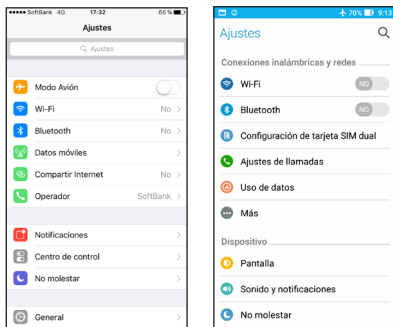 SoftBank 4G 17:32 65 %
Ajustes
Ajustes
Modo Avión
Wi-Fi No
Bluetooth No
Datos móviles
Compartir Internet No
Operador SoftBank
Notificaciones
Centro de control
No molestar
General
70% 9:13
Ajustes
Conexiones inalámbricas y redes
Wi-Fi NO
Bluetooth NO
Configuración de tarjeta SIM dual
Ajustes de llamadas
Uso de datos
Más
Dispositivo
Pantalla
Sonido y notificaciones
No molestar